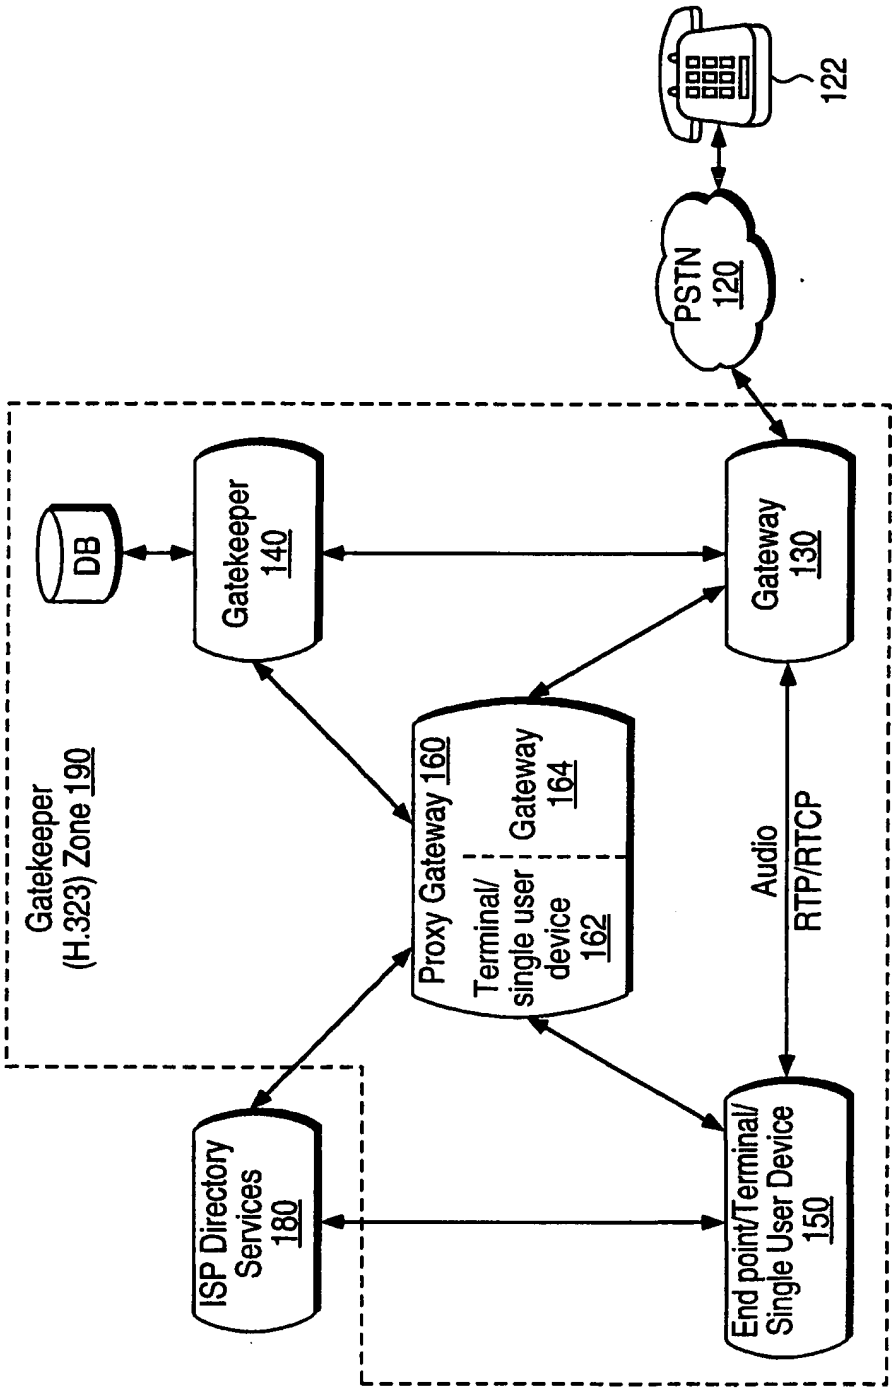 Gatekeeper
(H.323) Zone 190
DB
ISP Directory
Services
180
Gatekeeper
140
Proxy Gateway 160
Terminal/
single user
device
162
Gateway
164
End point/Terminal/
Single User Device
150
Audio
RTP/RTCP
Gateway
130
PSTN
120
122